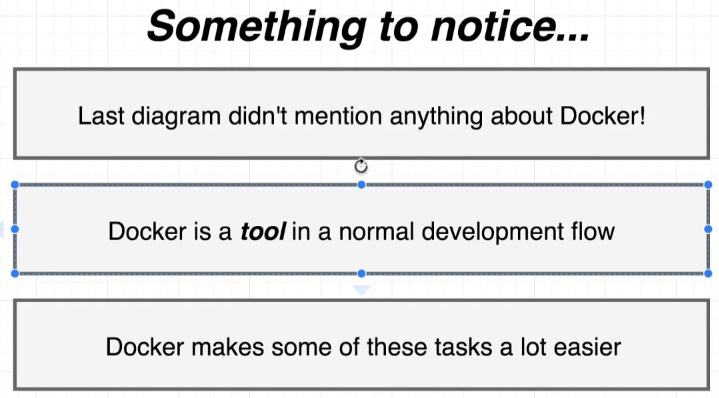 Something to notice...
Last diagram didn't mention anything about Docker!
Docker is a tool in a normal development flow
Docker makes some of these tasks a lot easier